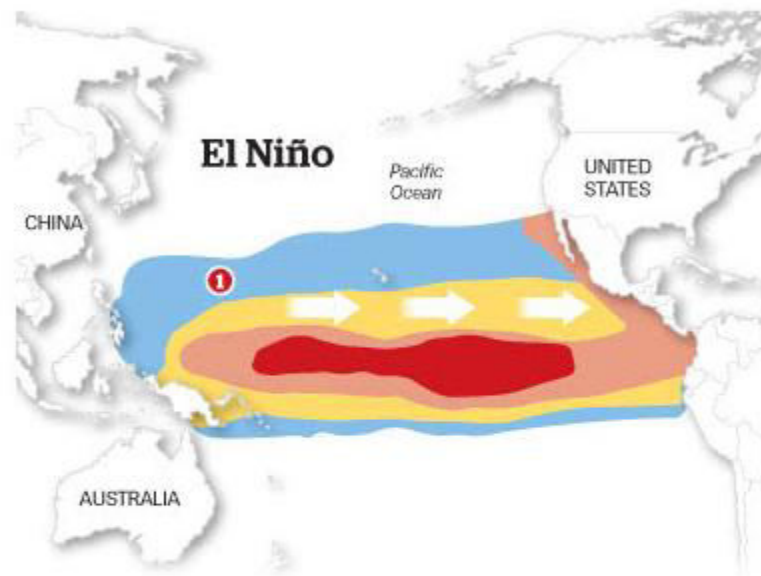 El Niño
Pacific
Ocean
UNITED
STATES
CHINA
1
AUSTRALIA